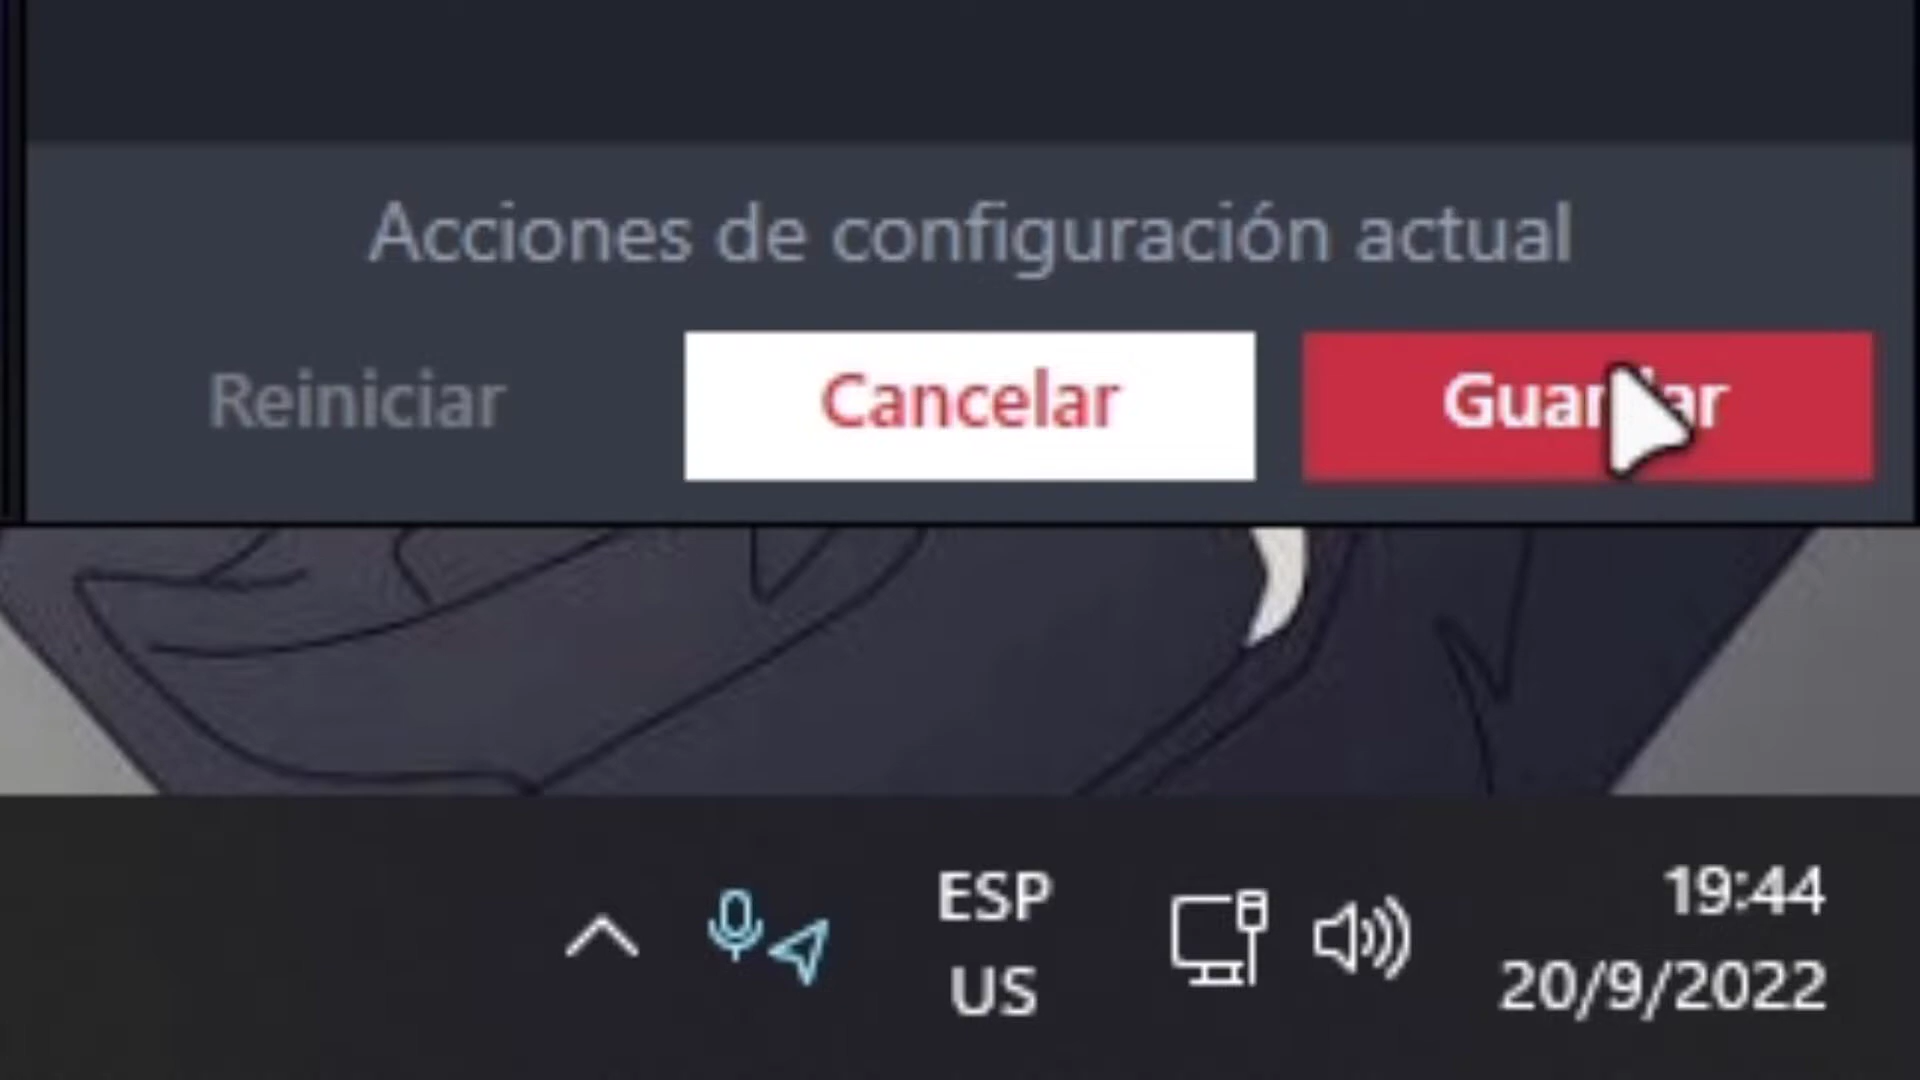 Acciones de configuración actual
Reiniciar
Cancelar
Guardar
ESP
US
19:44
20/9/2022